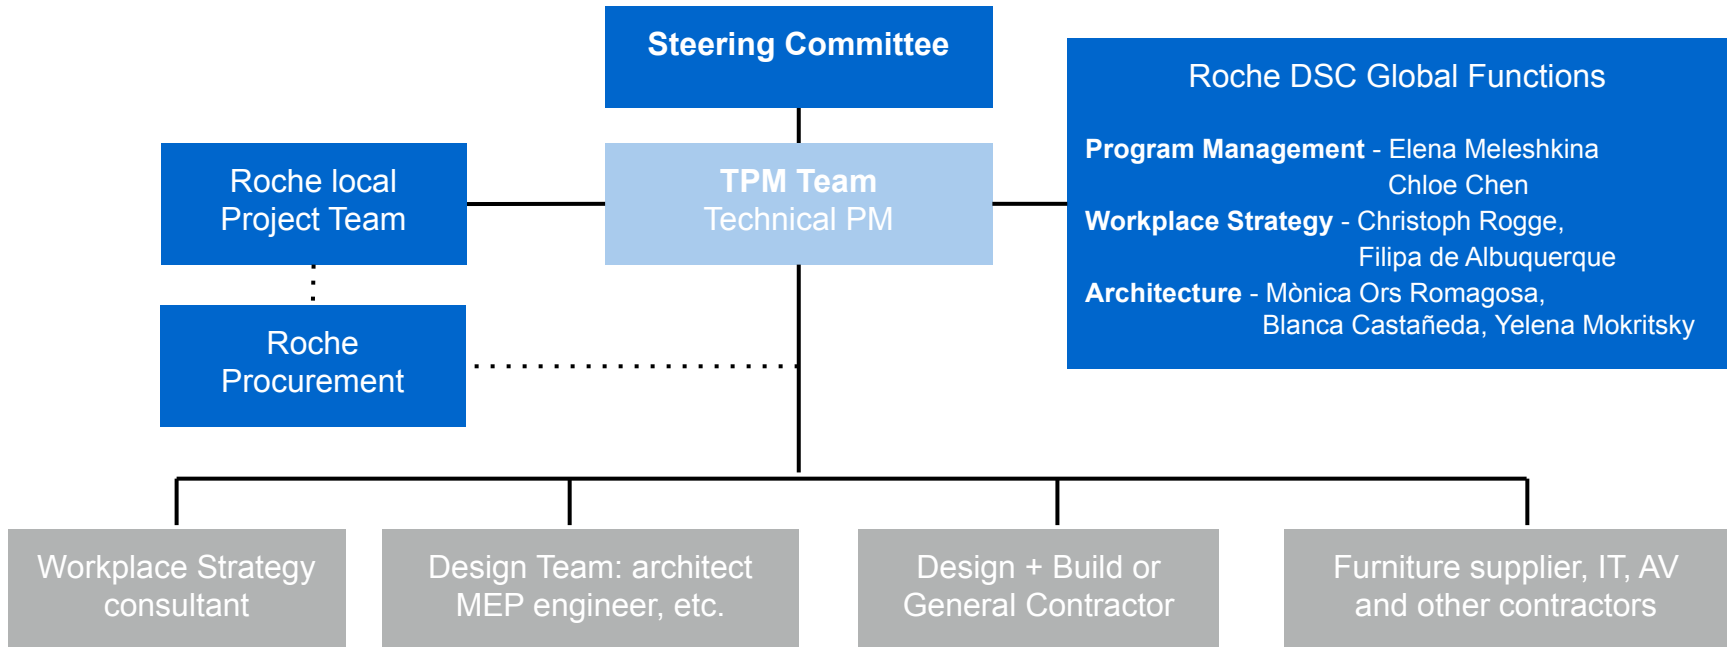 Steering Committee
Roche DSC Global Functions
Program Management - Elena Meleshkina
Chloe Chen
Workplace Strategy - Christoph Rogge,
Filipa de Albuquerque
Architecture - Mònica Ors Romagosa,
Blanca Castañeda, Yelena Mokritsky
Roche local
Project Team
TPM Team
Technical PM
Roche
Procurement
Workplace Strategy
consultant
Design Team: architect
MEP engineer, etc.
Design + Build or
General Contractor
Furniture supplier, IT, AV
and other contractors